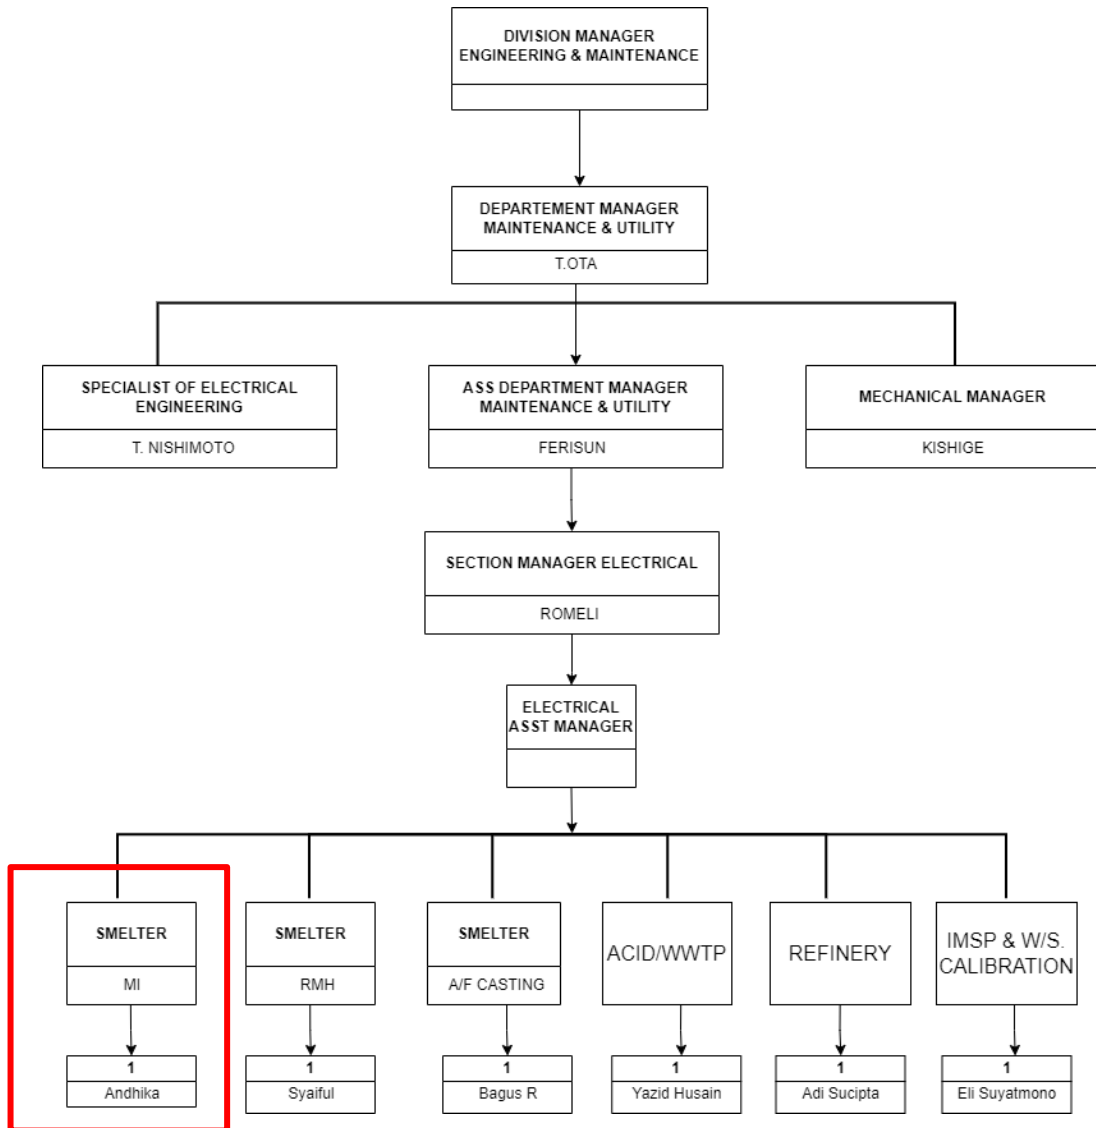 DIVISION MANAGER
ENGINEERING & MAINTENANCE
DEPARTEMENT MANAGER
MAINTENANCE & UTILITY
T.OTA
SPECIALIST OF ELECTRICAL
ENGINEERING
T. NISHIMOTO
ASS DEPARTMENT MANAGER
MAINTENANCE & UTILITY
FERISUN
MECHANICAL MANAGER
KISHIGE
SECTION MANAGER ELECTRICAL
ROMELI
ELECTRICAL
ASST MANAGER
SMELTER
MI
1
Andhika
SMELTER
RMH
1
Syaiful
SMELTER
A/F CASTING
1
Bagus R
ACID/WWTP
1
Yazid Husain
REFINERY
1
Adi Sucipta
IMSP & W/S.
CALIBRATION
1
Eli Suyatmono